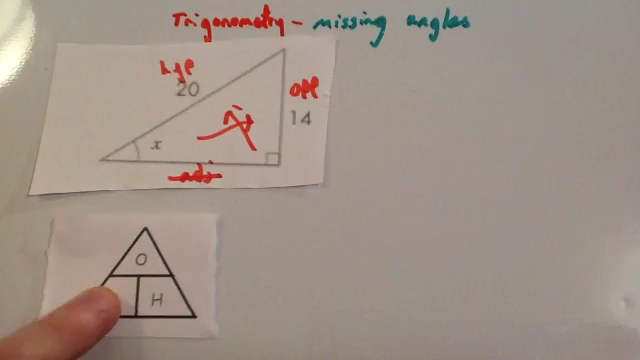 Trigonometry - missing angles
hyp
20
opp
14
x
adj
O
H